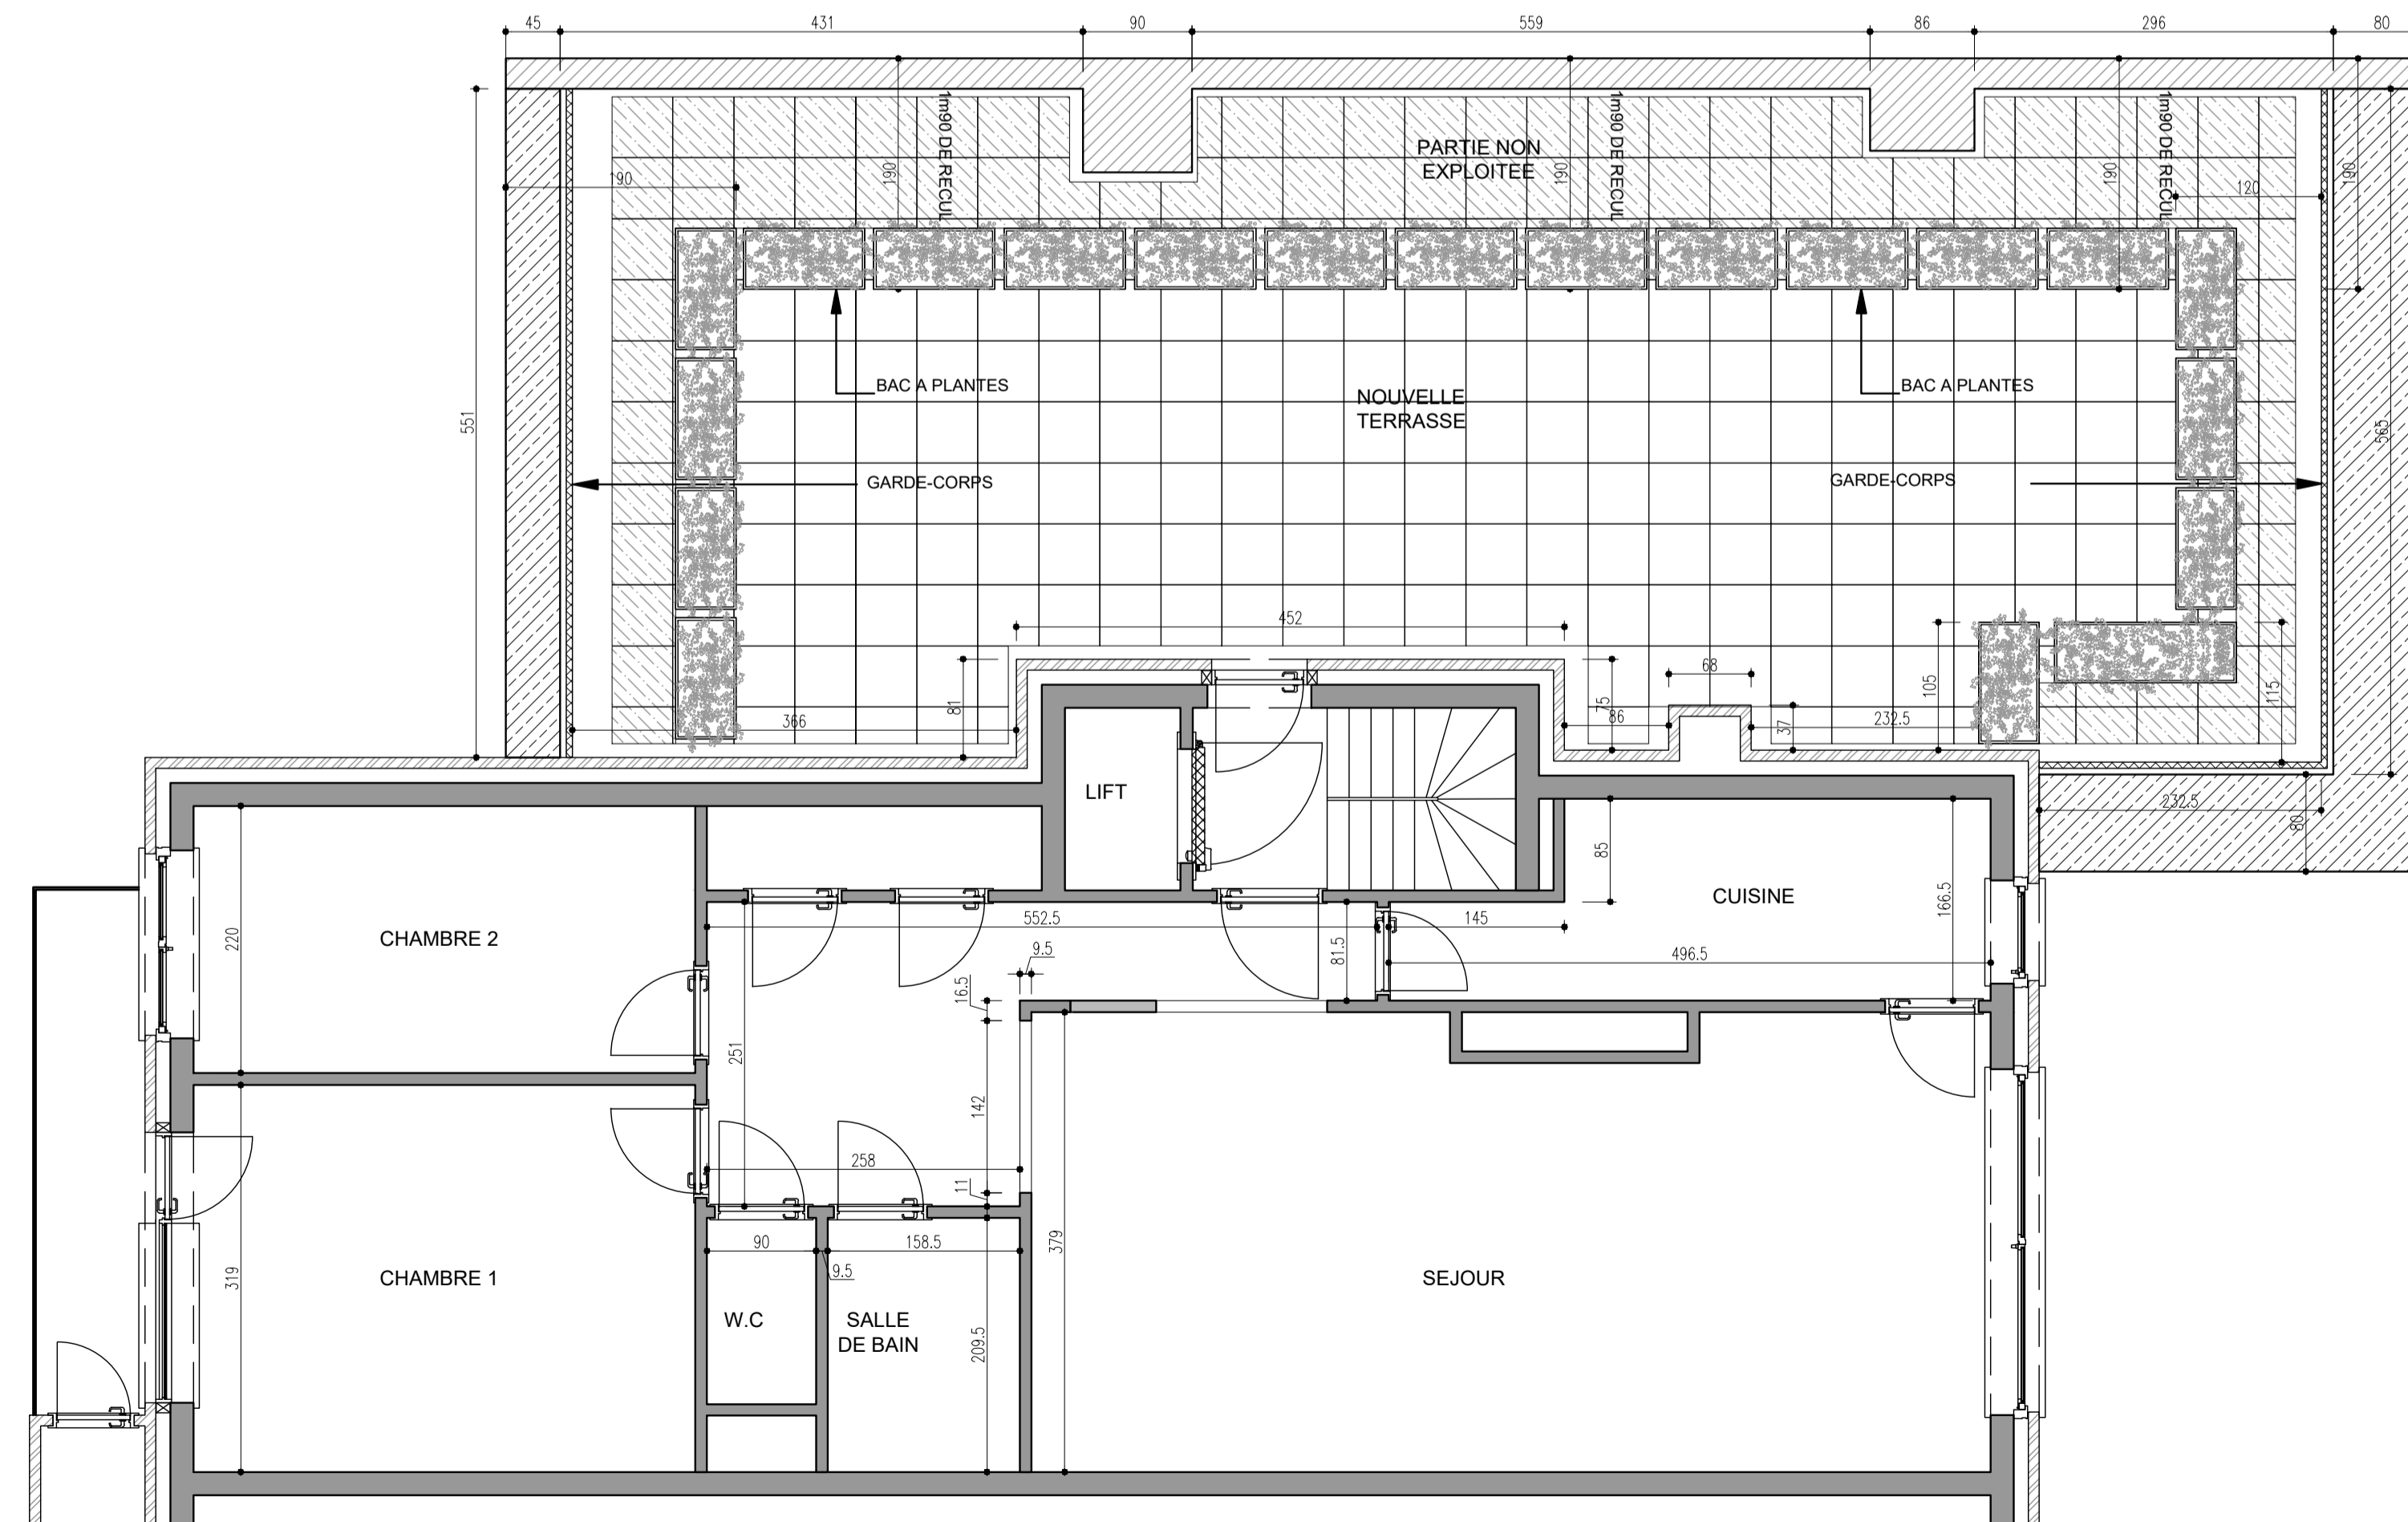 45
431
90
559
86
296
80
1m90 DE RECUL
1m90 DE RECUL
1m90 DE RECUL
PARTIE NON
EXPLOITEE
190
190
190
190
190
120
BAC A PLANTES
BAC A PLANTES
NOUVELLE
TERRASSE
551
565
GARDE-CORPS
GARDE-CORPS
452
68
81
366
75
86
37
105
232.5
115
LIFT
232.5
80
85
CUISINE
166.5
552.5
145
220
CHAMBRE 2
9.5
81.5
496.5
16.5
251
142
258
11
90
158.5
379
9.5
319
CHAMBRE 1
SEJOUR
W.C
SALLE
DE BAIN
209.5